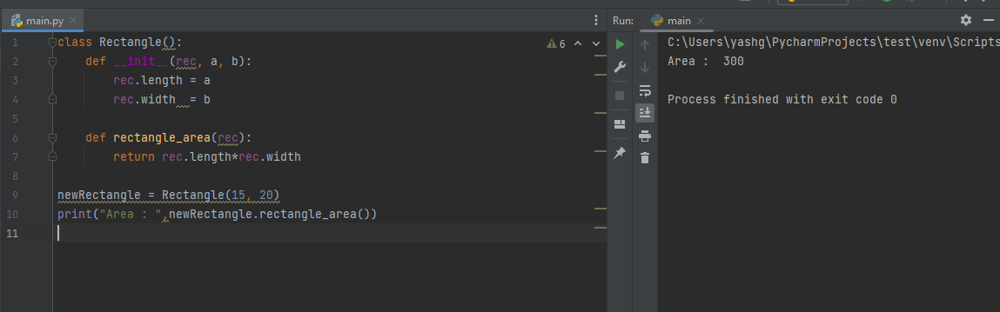 main.py
1 class Rectangle():
2 def __init__(rec, a, b):
3 rec.length = a
4 rec.width = b
5
6 def rectangle_area(rec):
7 return rec.length*rec.width
8
9 newRectangle = Rectangle(15, 20)
10 print("Area : ",newRectangle.rectangle_area())
11
6
Run: main
C:\Users\yashg\PycharmProjects\test\venv\Scripts
Area :  300
Process finished with exit code 0